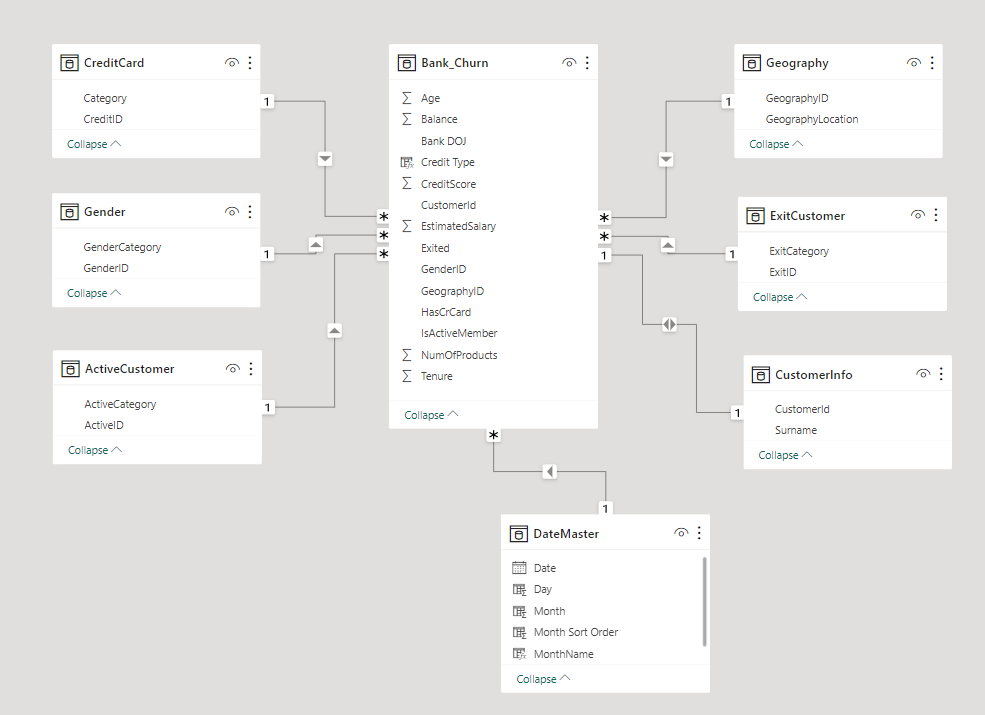 CreditCard
Category
CreditID
Collapse
Gender
GenderCategory
GenderID
Collapse
ActiveCustomer
ActiveCategory
ActiveID
Collapse
Bank_Churn
Age
Balance
Bank DOJ
Credit Type
CreditScore
CustomerId
EstimatedSalary
Exited
GenderID
GeographyID
HasCrCard
IsActiveMember
NumOfProducts
Tenure
Collapse
Geography
GeographyID
GeographyLocation
Collapse
ExitCustomer
ExitCategory
ExitID
Collapse
CustomerInfo
CustomerId
Surname
Collapse
DateMaster
Date
Day
Month
Month Sort Order
MonthName
Collapse
1
*
1
*
1
*
1
*
1
*
1
1
*
1